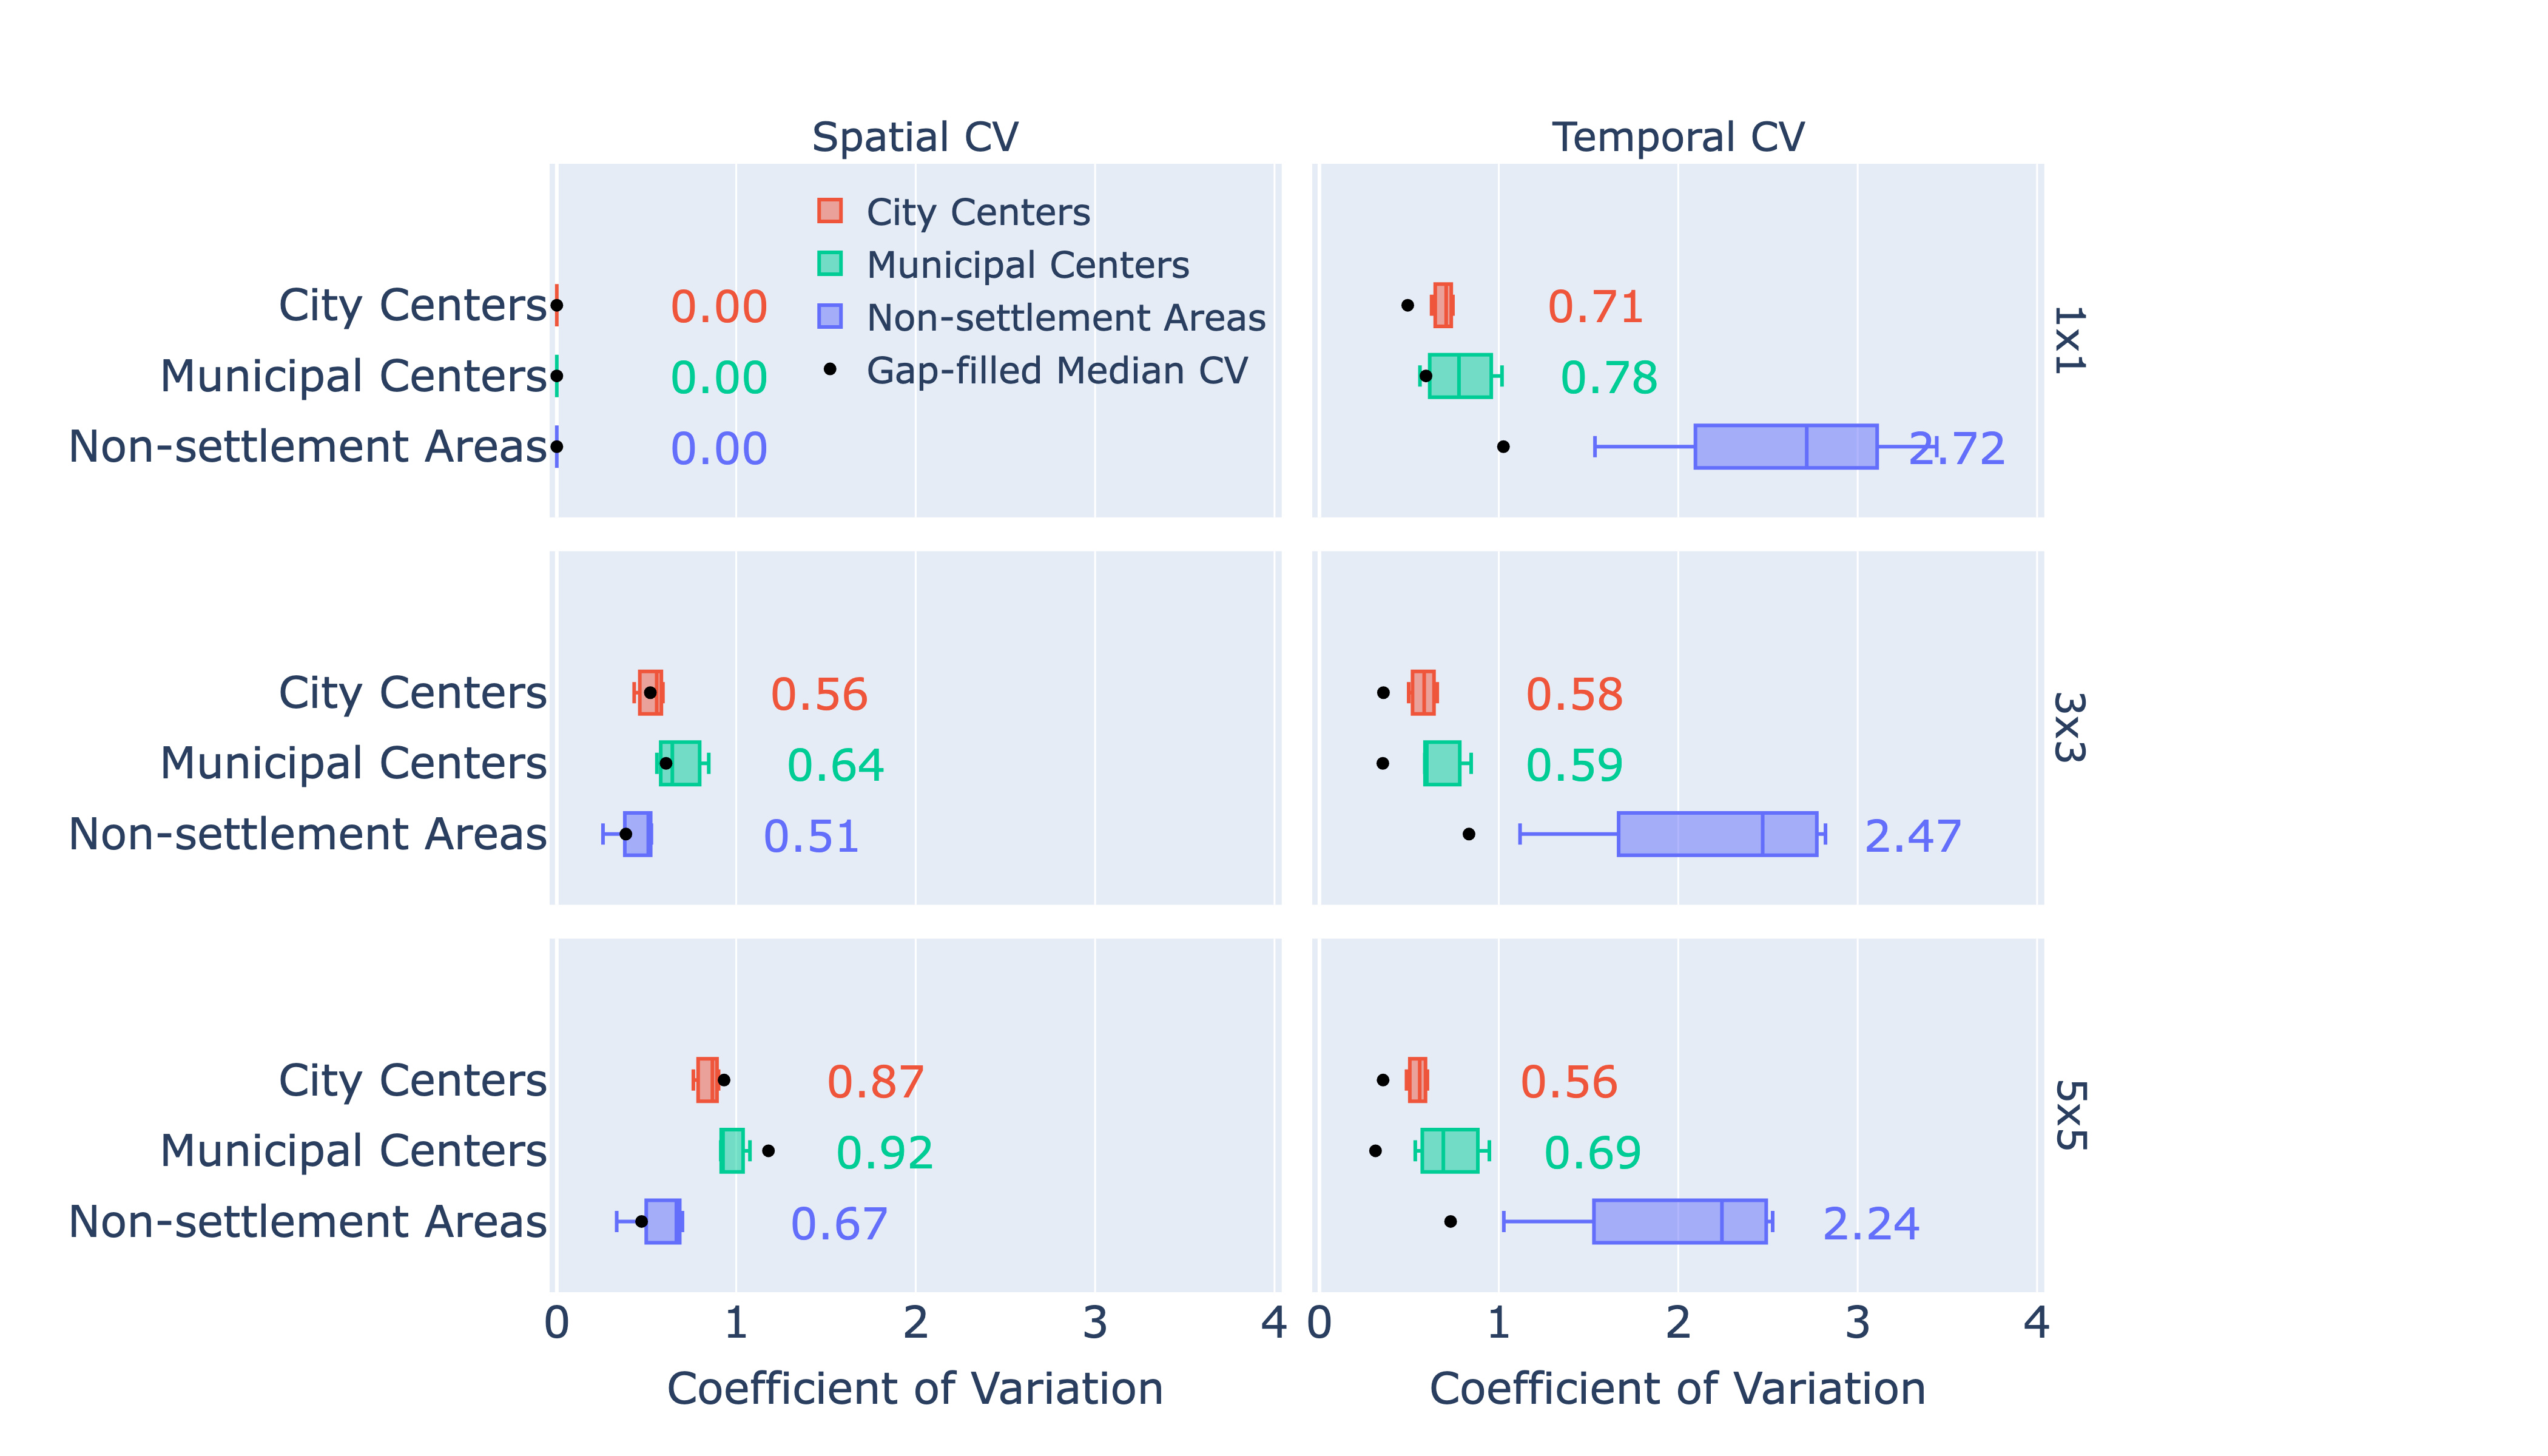 Spatial CV
Temporal CV
City Centers
Municipal Centers
Non-settlement Areas
Gap-filled Median CV
City Centers 0.00 0.71
Municipal Centers 0.00 0.78
Non-settlement Areas 0.00 2.72
1x1
City Centers 0.56 0.58
Municipal Centers 0.64 0.59
Non-settlement Areas 0.51 2.47
3x3
City Centers 0.87 0.56
Municipal Centers 0.92 0.69
Non-settlement Areas 0.67 2.24
5x5
0 1 2 3 4
0 1 2 3 4
Coefficient of Variation
Coefficient of Variation